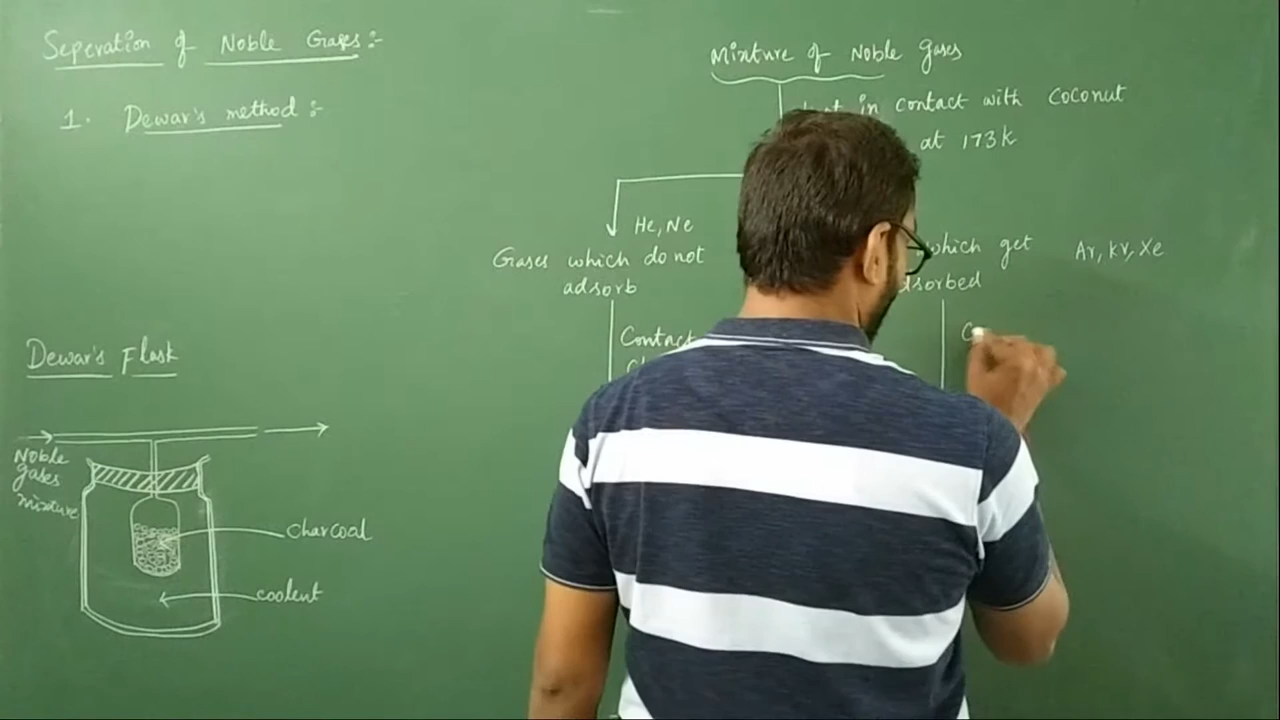 Seperation of Noble Gases :-
1. Dewar's method :-
Mixture of Noble gases
in contact with coconut
at 173k
He, Ne
Gases which do not
adsorb
which get
Ar, Kr, Xe
Contact
Dewar's Flask
Noble
gases
mixture
charcoal
coolent